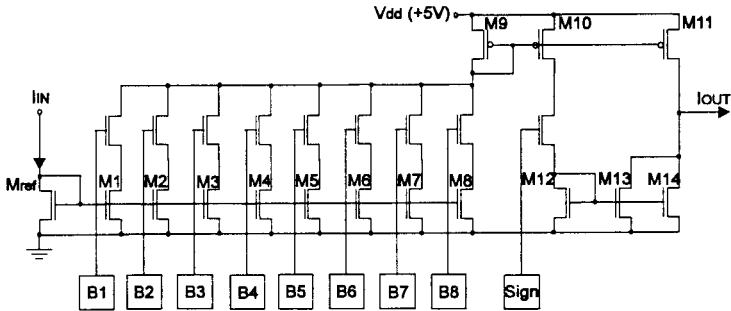 Vdd (+5V)
M9
M10
M11
IIN
IOUT
Mref
M1
M2
M3
M4
M5
M6
M7
M8
M12
M13
M14
B1
B2
B3
B4
B5
B6
B7
B8
Sign